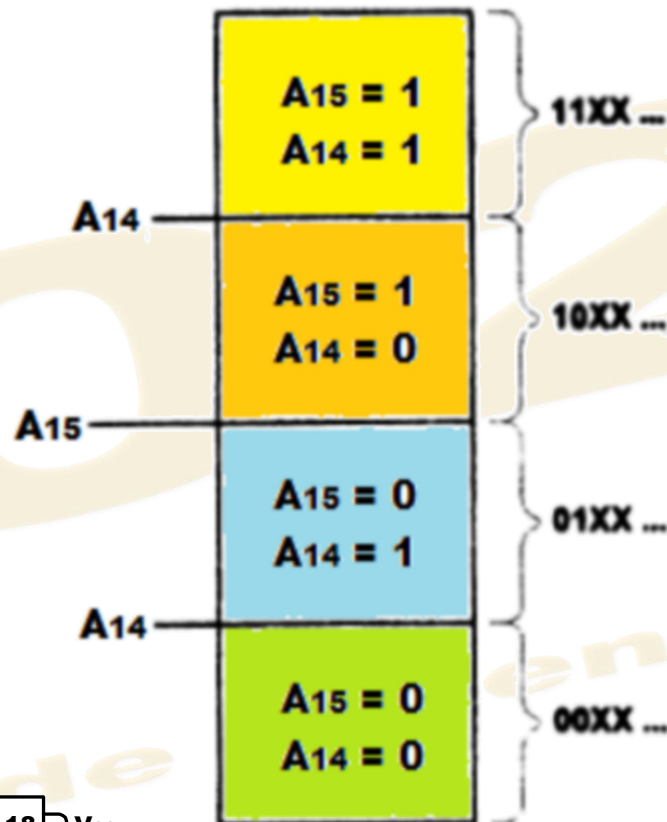 A15 = 1
11XX ...
A14 = 1
A14
A15 = 1
10XX ...
A14 = 0
A15
A15 = 0
01XX ...
A14 = 1
A14
A15 = 0
00XX ...
A14 = 0